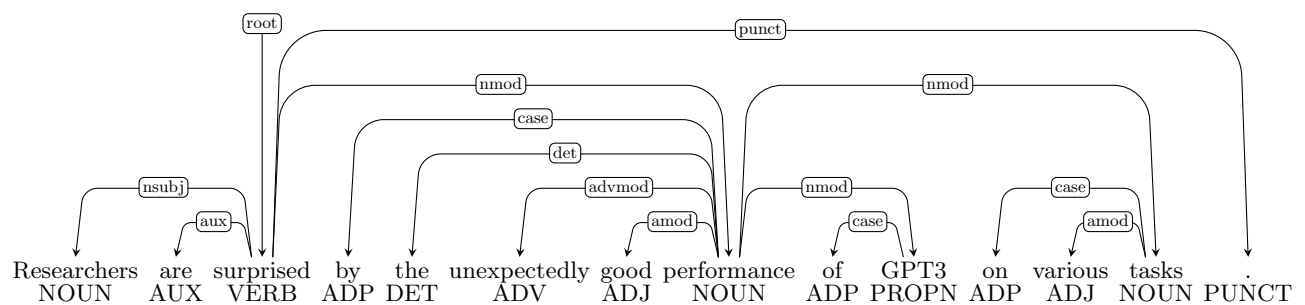 root
punct
nmod nmod
case
det
nsubj advmod nmod case
aux amod case amod
Researchers are surprised by the unexpectedly good performance of GPT3 on various tasks .
NOUN AUX VERB ADP DET ADV ADJ NOUN ADP PROPN ADP ADJ NOUN PUNCT